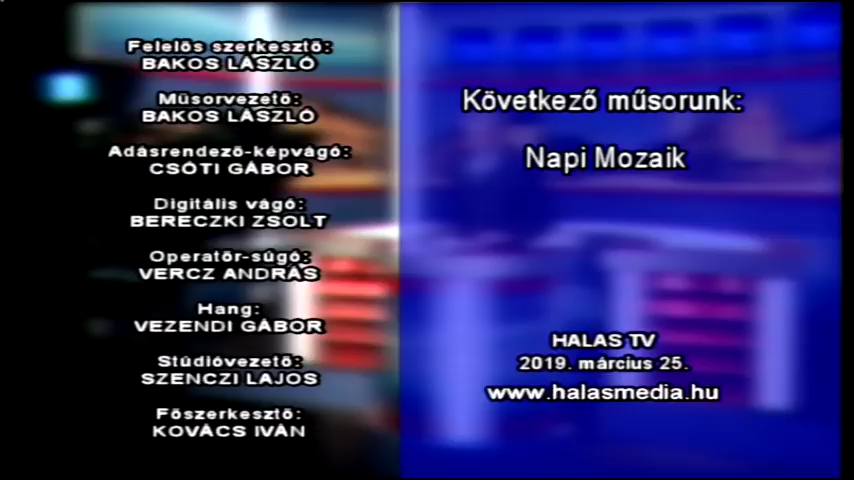 Felelős szerkesztő:
BAKOS LÁSZLÓ
Műsorvezető:
BAKOS LÁSZLÓ
Adásrendező-képvágó:
CSŐTI GÁBOR
Digitális vágó:
BERECZKI ZSOLT
Operatőr-súgó:
VERCZ ANDRÁS
Hang:
VEZENDI GÁBOR
Stúdióvezető:
SZENCZI LAJOS
Főszerkesztő:
KOVÁCS IVÁN
Következő műsorunk:
Napi Mozaik
HALAS TV
2019. március 25.
www.halasmedia.hu